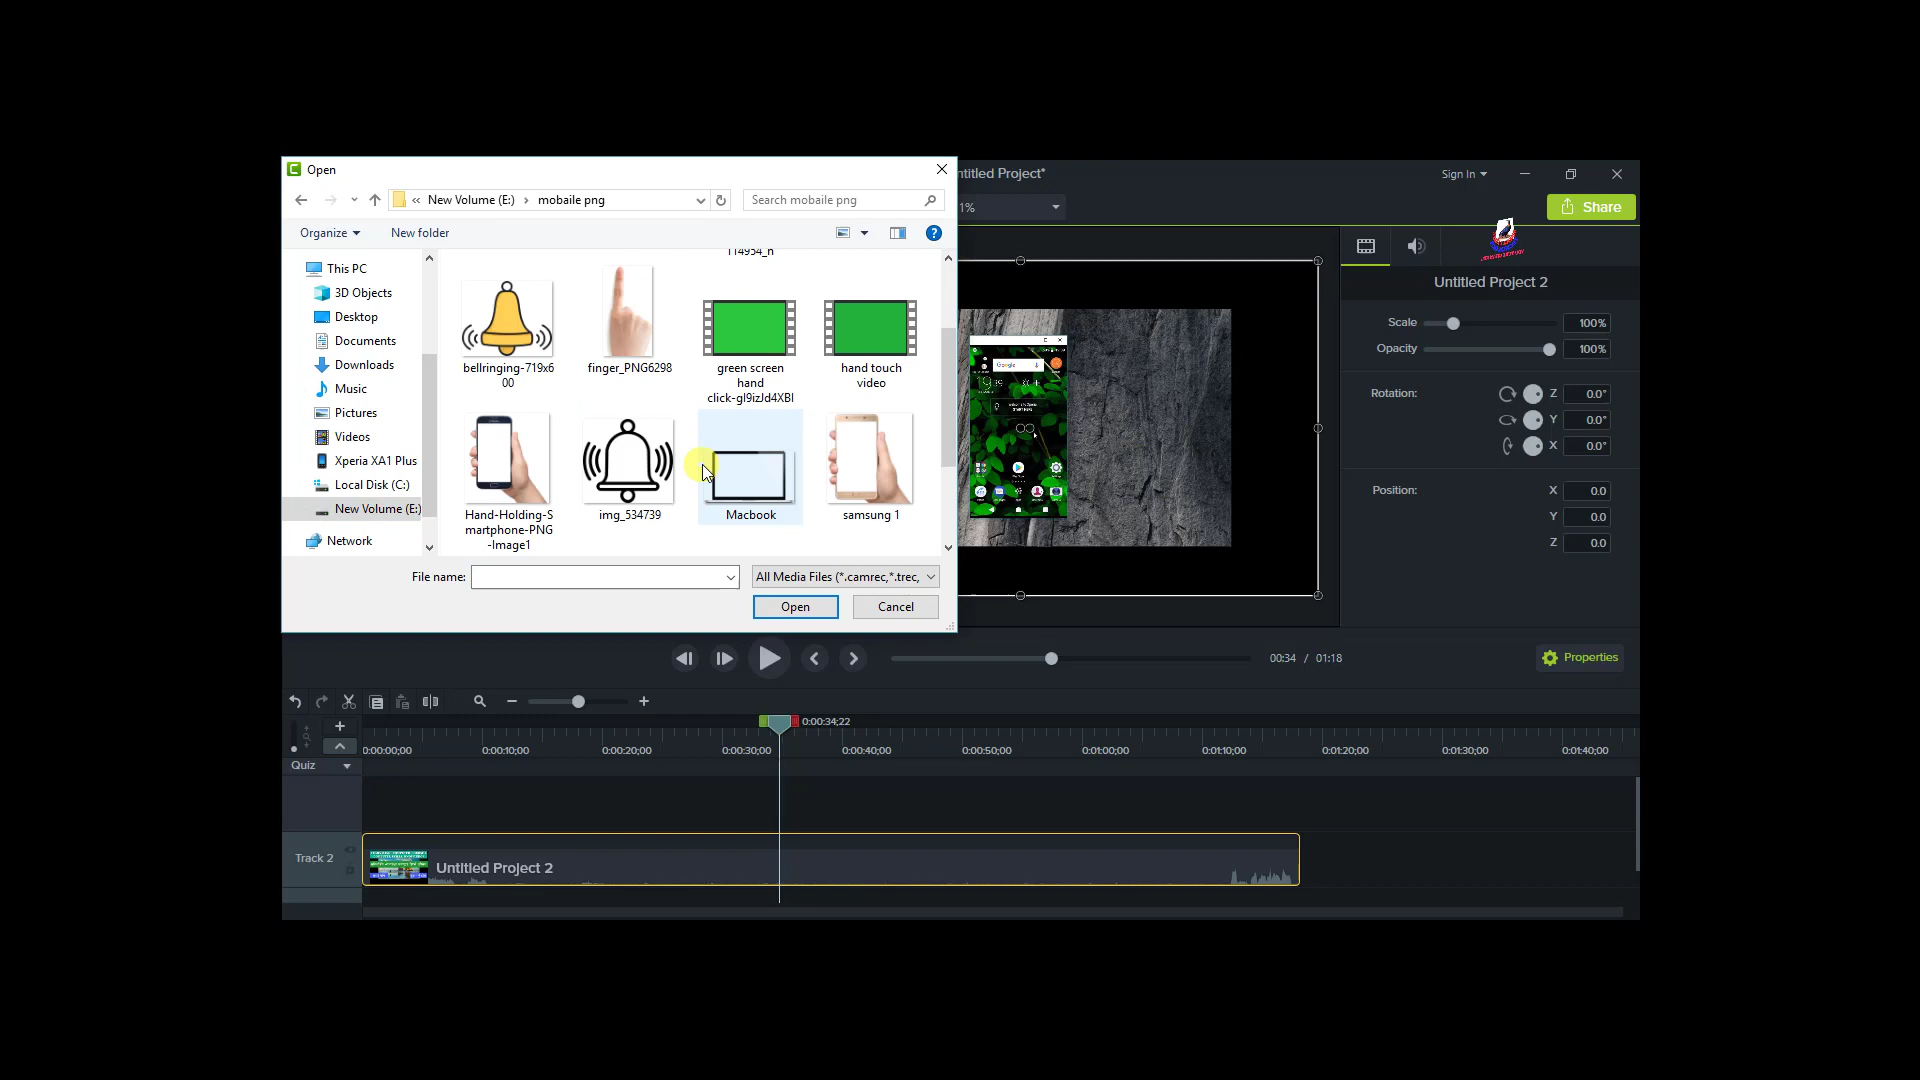 Open
New Volume (E:)
mobaile png
Search mobaile png
Organize
New folder
This PC
3D Objects
Desktop
Documents
Downloads
Music
Pictures
Videos
Xperia XA1 Plus
Local Disk (C:)
New Volume (E:)
Network
114954_n
bellringing-719x6
00
finger_PNG6298
green screen
hand
click-gl9izJd4XBI
hand touch
video
Hand-Holding-S
martphone-PNG
-Image1
img_534739
Macbook
samsung 1
File name:
All Media Files (*.camrec,*.trec,
Open
Cancel
ntitled Project*
1%
Sign In
Share
Google
Untitled Project 2
Scale
100%
Opacity
100%
Rotation:
Z
0.0°
Y
0.0°
X
0.0°
Position:
X
0.0
Y
0.0
Z
0.0
00:34 / 01:18
Properties
0:00:34;22
0:00:00;00
0:00:10;00
0:00:20;00
0:00:30;00
0:00:40;00
0:00:50;00
0:01:00;00
0:01:10;00
0:01:20;00
0:01:30;00
0:01:40;00
Quiz
Track 2
Untitled Project 2